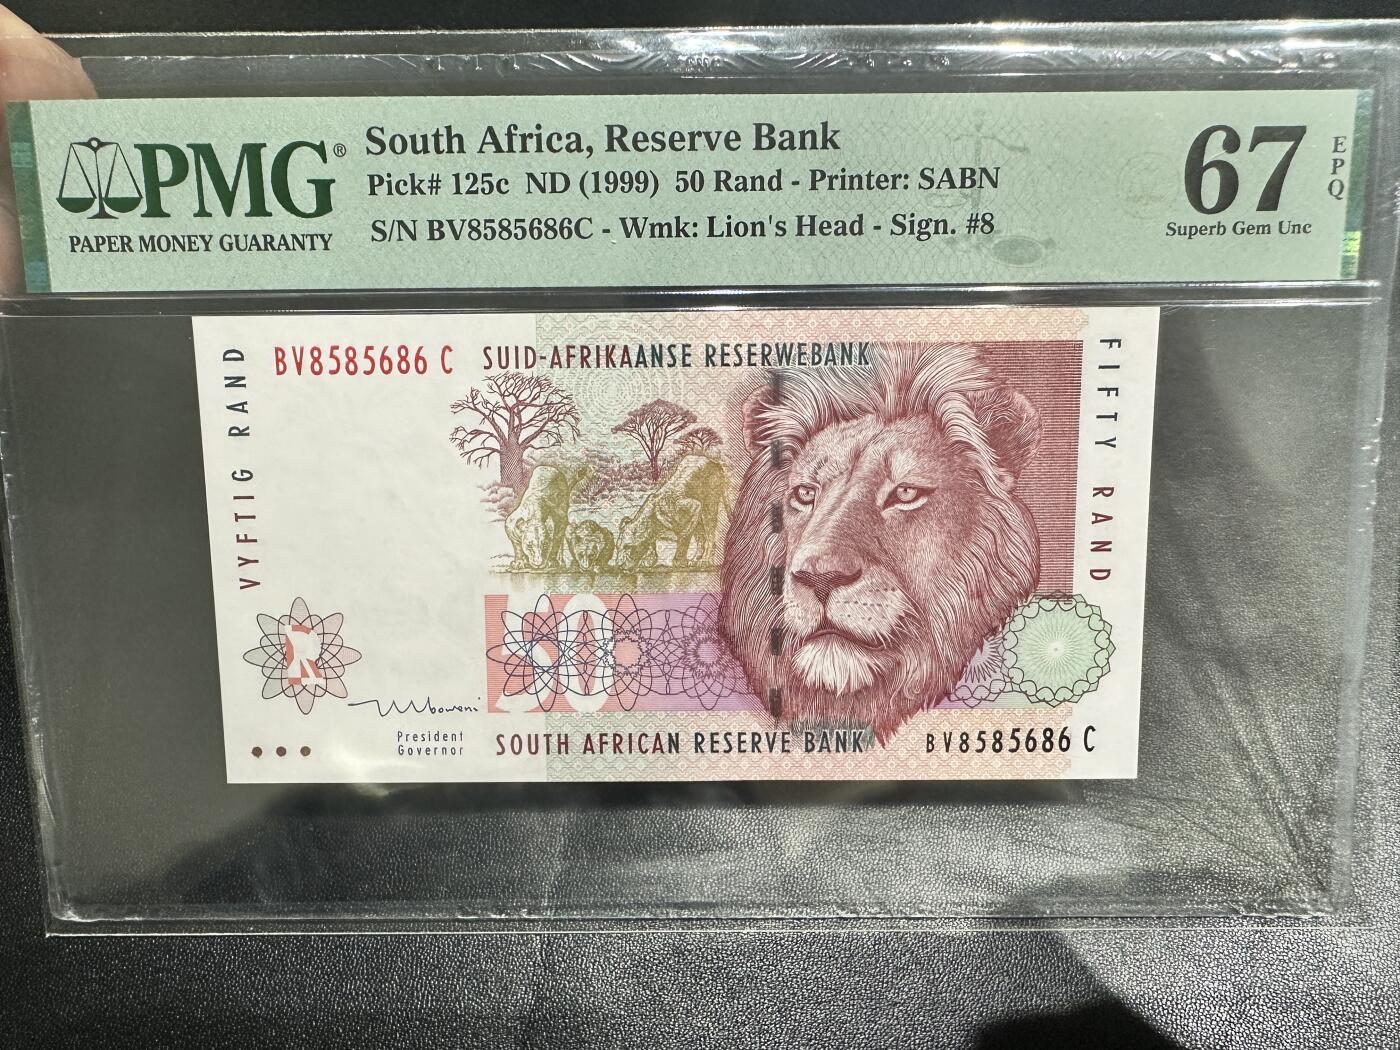 PMG®
PAPER MONEY GUARANTY
South Africa, Reserve Bank
Pick# 125c ND (1999) 50 Rand - Printer: SABN
S/N BV8585686C - Wmk: Lion's Head - Sign. #8
67
EPQ
Superb Gem Unc
VYFTIG RAND
BV8585686 C
SUID-AFRIKAANSE RESERWEBANK
FIFTY RAND
R
50
Mboweni
President
Governor
SOUTH AFRICAN RESERVE BANK
BV8585686 C